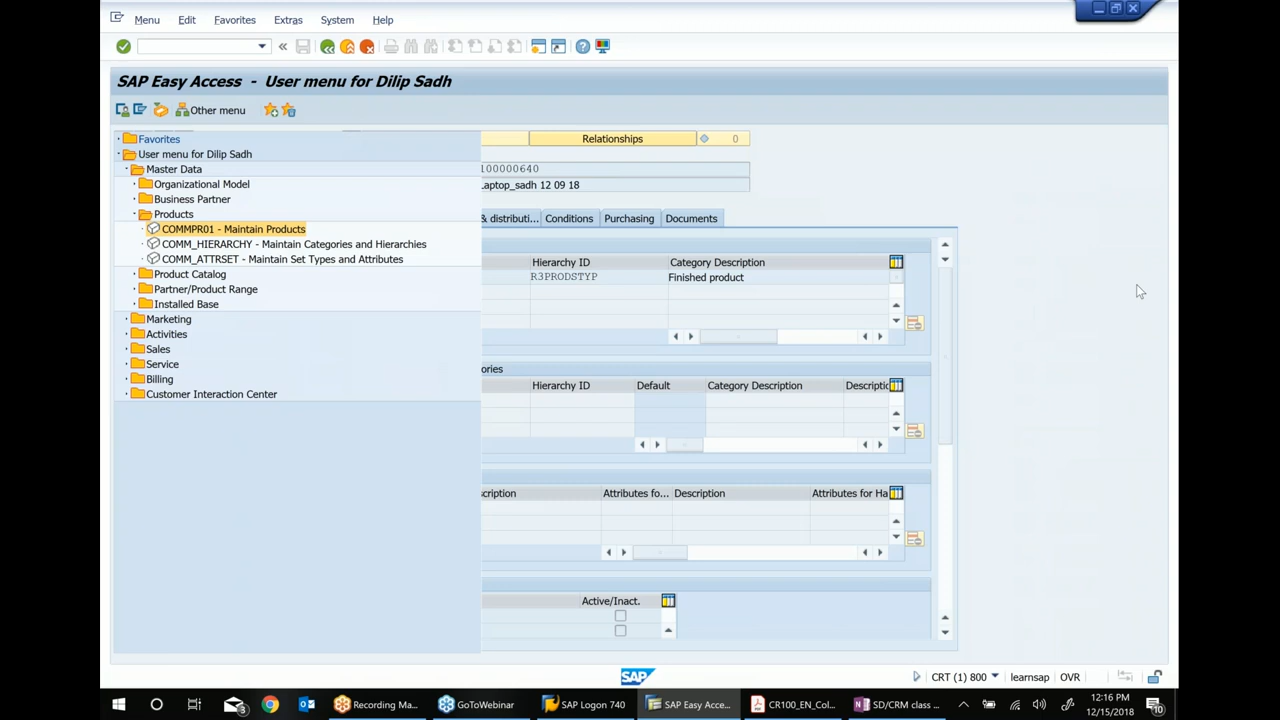 Menu Edit Favorites Extras System Help
SAP Easy Access - User menu for Dilip Sadh
Other menu
Favorites
User menu for Dilip Sadh
Master Data
Organizational Model
Business Partner
Products
COMMPR01 - Maintain Products
COMM_HIERARCHY - Maintain Categories and Hierarchies
COMM_ATTRSET - Maintain Set Types and Attributes
Product Catalog
Partner/Product Range
Installed Base
Marketing
Activities
Sales
Service
Billing
Customer Interaction Center
Relationships 0
100000640
Laptop_sadh 12 09 18
& distributi... Conditions Purchasing Documents
Hierarchy ID Category Description
R3PRODSTYP Finished product
ories
Hierarchy ID Default Category Description Descriptic
cription Attributes fo... Description Attributes for Ha
Active/Inact.
SAP
CRT (1) 800 learnsap OVR
Recording Ma... GoToWebinar SAP Logon 740 SAP Easy Acce... CR100_EN_Col... SD/CRM class ...
12:16 PM
12/15/2018